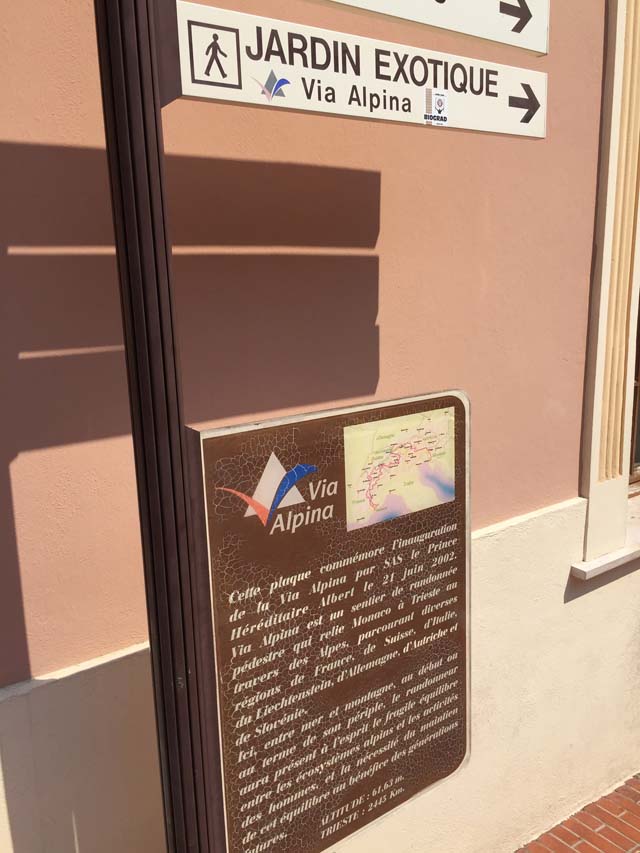 JARDIN EXOTIQUE
Via Alpina
BIOGRAD
Via
Alpina
Cette plaque commémore l'inauguration
de la Via Alpina par SAS le Prince
Héréditaire Albert le 21 juin 2002.
Via Alpina est un sentier de randonnée
pédestre qui relie Monaco à Trieste au
travers des Alpes, parcourant diverses
régions de France, de Suisse, d'Italie,
du Liechtenstein, d'Allemagne, d'Autriche et
de Slovénie.
Ici, entre mer et montagne, au début ou
au terme de son périple, le randonneur
aura présent à l'esprit le fragile équilibre
entre les écosystèmes alpins et les activités
des hommes, et la nécessité du maintien
de cet équilibre au bénéfice des générations
futures.
ALTITUDE : 61.63 m.
TRIESTE : 2445 Km.